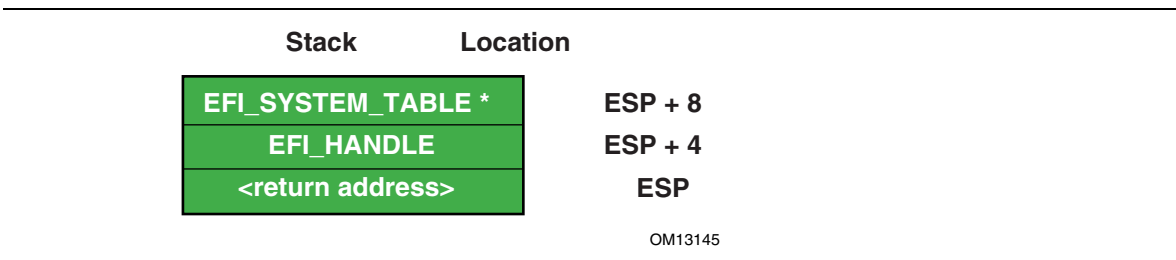 Stack Location
EFI_SYSTEM_TABLE * ESP + 8
EFI_HANDLE ESP + 4
<return address> ESP
OM13145